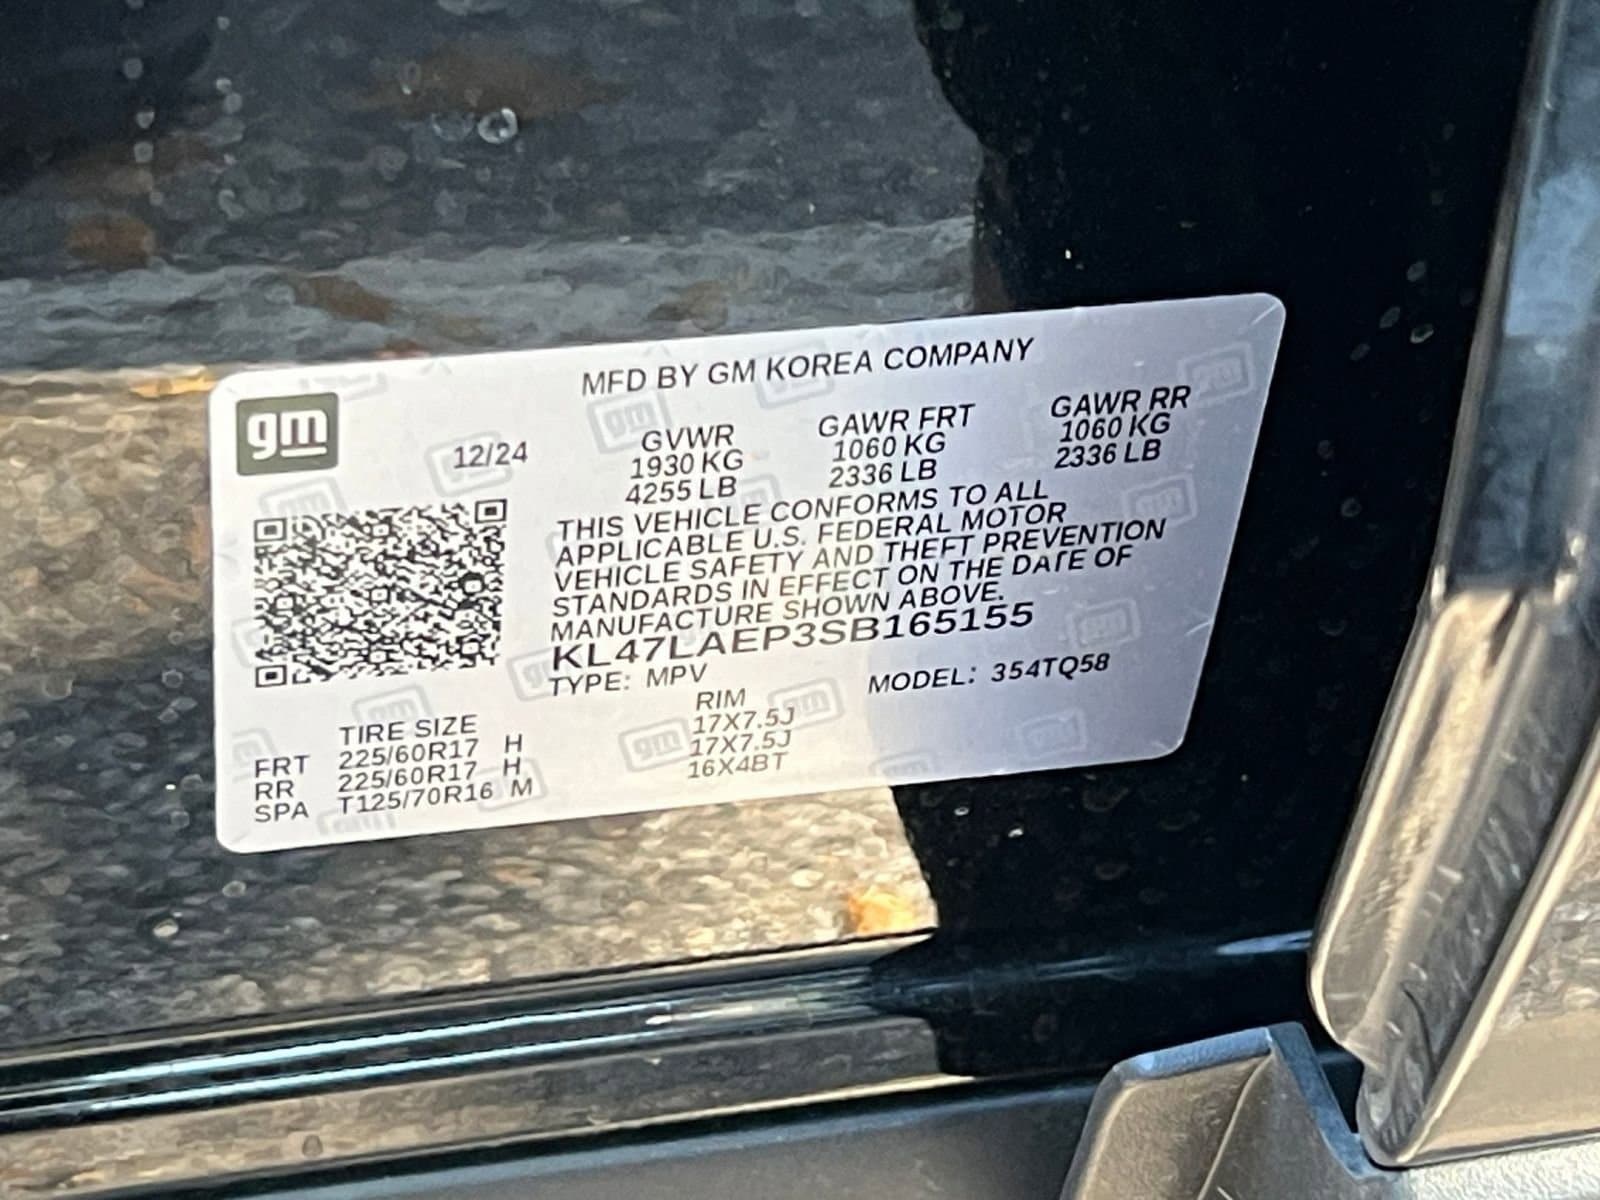 MFD BY GM KOREA COMPANY
gm
12/24
GVWR GAWR FRT GAWR RR
1930 KG 1060 KG 1060 KG
4255 LB 2336 LB 2336 LB
THIS VEHICLE CONFORMS TO ALL
APPLICABLE U.S. FEDERAL MOTOR
VEHICLE SAFETY AND THEFT PREVENTION
STANDARDS IN EFFECT ON THE DATE OF
MANUFACTURE SHOWN ABOVE.
KL47LAEP3SB165155
TYPE: MPV MODEL: 354TQ58
TIRE SIZE RIM
FRT 225/60R17 H 17X7.5J
RR 225/60R17 H 17X7.5J
SPA T125/70R16 M 16X4BT